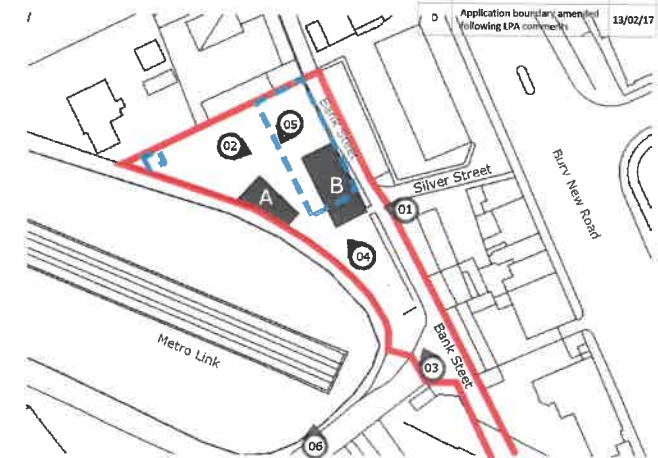 D Application boundary amended 13/02/17
following LPA comments
Bank Street
02
05
B
A
Silver Street
01
Bury New Road
04
Metro Link
Bank Street
03
06